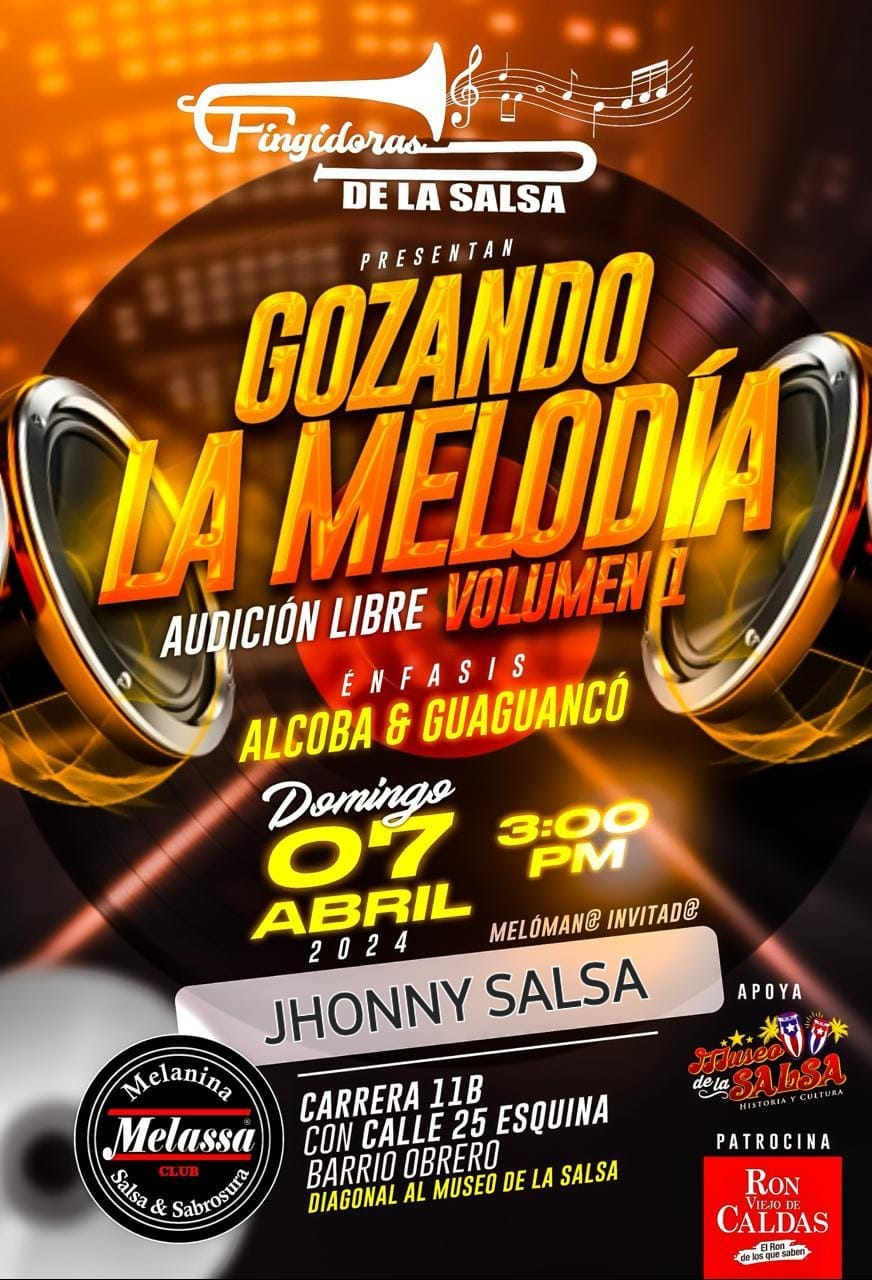 Fingidoras
DE LA SALSA
PRESENTAN
GOZANDO
LA MELODÍA
AUDICIÓN LIBRE VOLUMEN 1
ÉNFASIS
ALCOBA & GUAGUANCÓ
Domingo
07
ABRIL
2024
3:00
PM
MELÓMAN@ INVITAD@
JHONNY SALSA
APOYA
Museo
de la SALSA
HISTORIA Y CULTURA
Melanina
Melassa®
CLUB
Salsa & Sabrosura
CARRERA 11B
CON CALLE 25 ESQUINA
BARRIO OBRERO
DIAGONAL AL MUSEO DE LA SALSA
PATROCINA
RON
VIEJO DE
CALDAS
El Ron
de los que saben